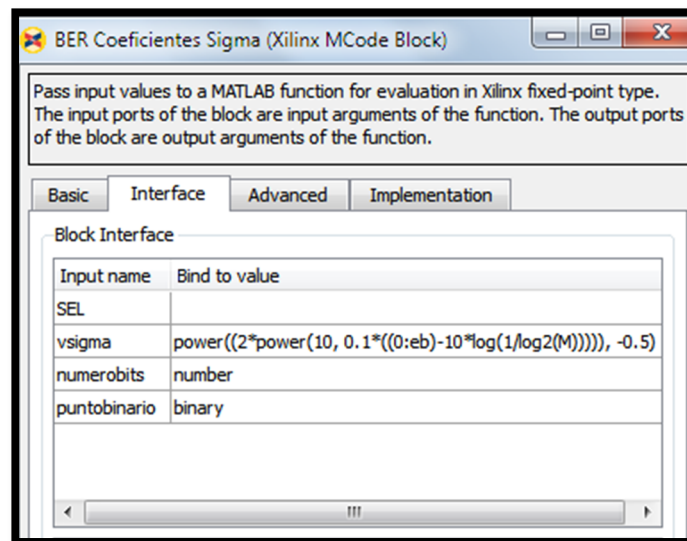 BER Coeficientes Sigma (Xilinx MCode Block)
Pass input values to a MATLAB function for evaluation in Xilinx fixed-point type.
The input ports of the block are input arguments of the function. The output ports
of the block are output arguments of the function.
Basic Interface Advanced Implementation
Block Interface
Input name Bind to value
SEL
vsigma power((2*power(10, 0.1*((0:eb)-10*log(1/log2(M))))), -0.5)
numerobits number
puntobinario binary